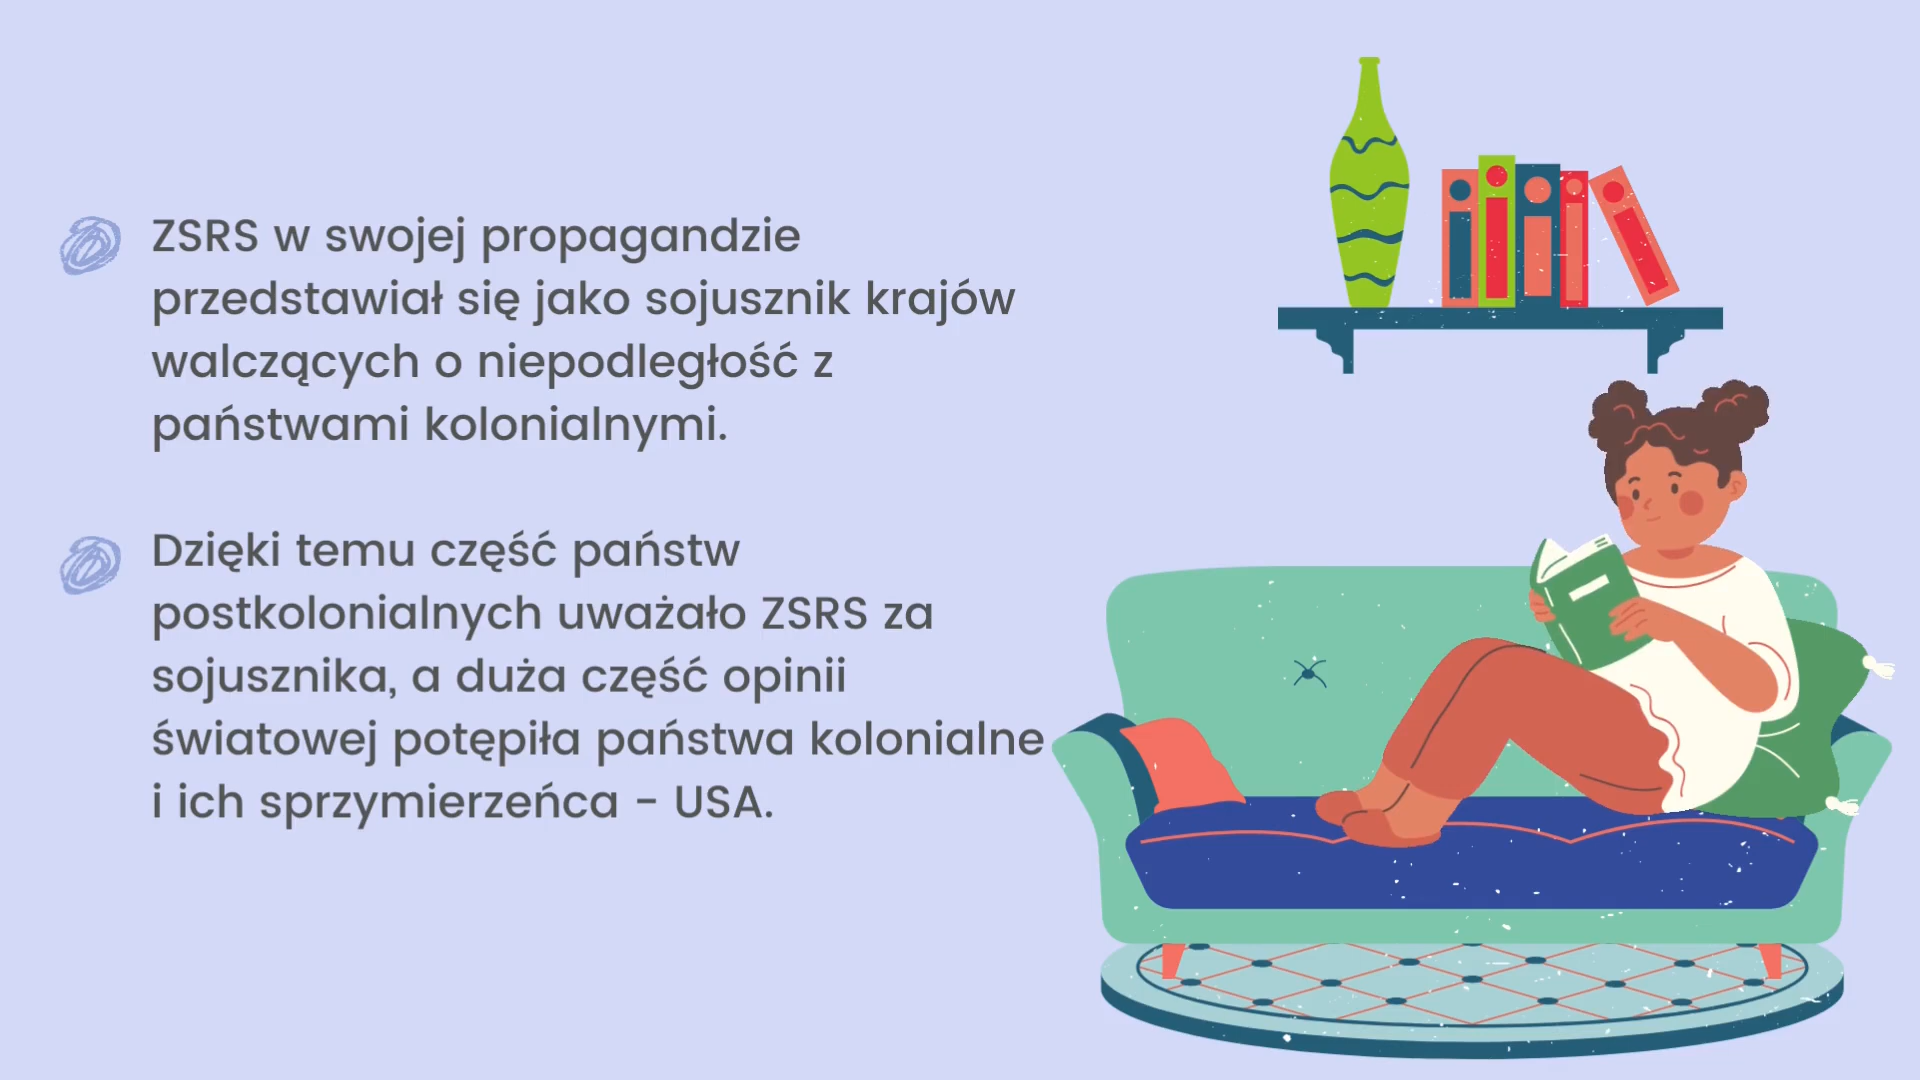 ZSRS w swojej propagandzie
przedstawiał się jako sojusznik krajów
walczących o niepodległość z
państwami kolonialnymi.
Dzięki temu część państw
postkolonialnych uważało ZSRS za
sojusznika, a duża część opinii
światowej potępiła państwa kolonialne
i ich sprzymierzeńca - USA.